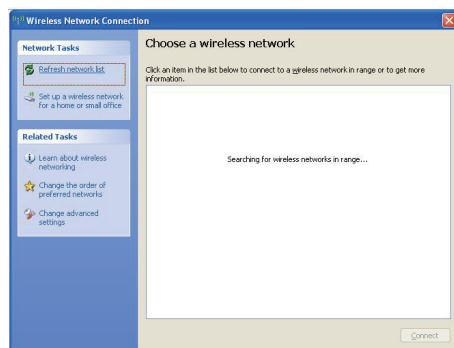 Wireless Network Connection
Network Tasks
Refresh network list
Set up a wireless network
for a home or small office
Related Tasks
Learn about wireless
networking
Change the order of
preferred networks
Change advanced
settings
Choose a wireless network
Click an item in the list below to connect to a wireless network in range or to get more
information.
Searching for wireless networks in range...
Connect